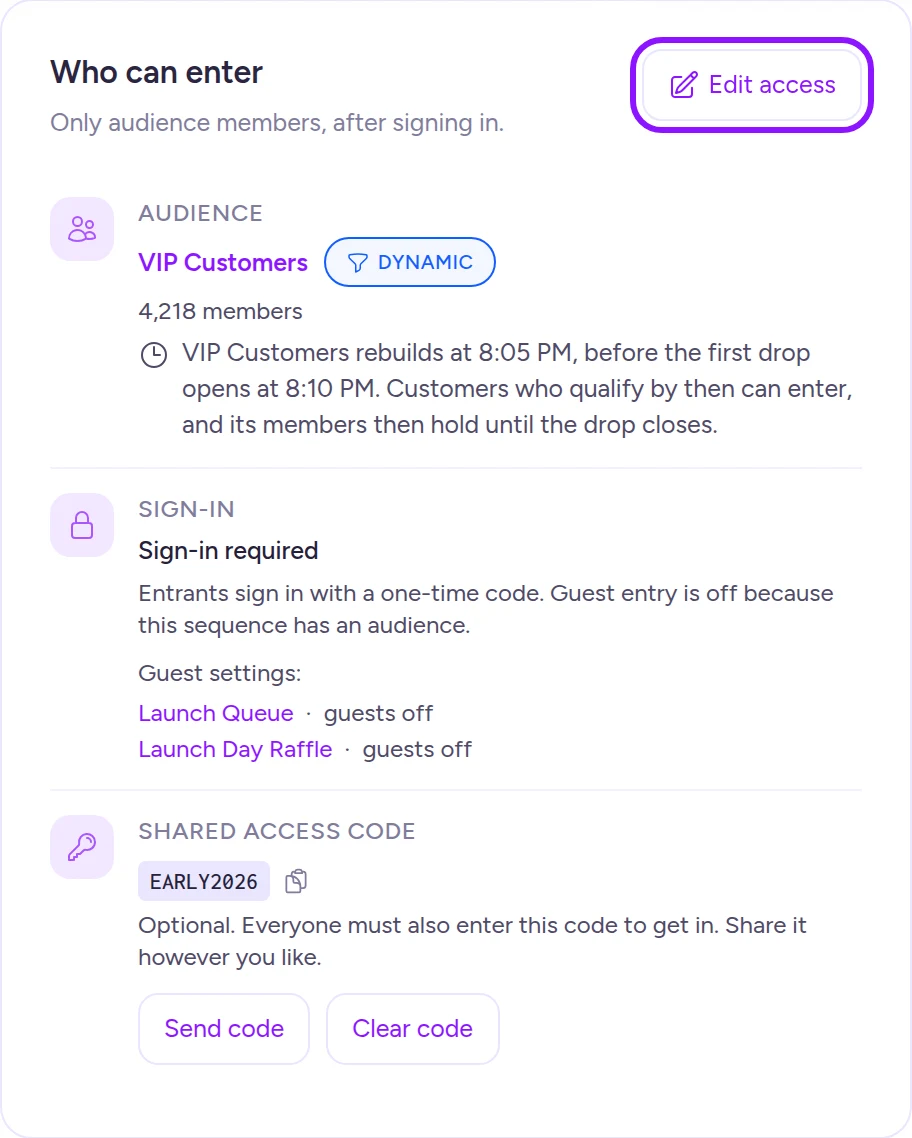 Who can enter
Edit access
Only audience members, after signing in.
AUDIENCE
VIP Customers
DYNAMIC
4,218 members
VIP Customers rebuilds at 8:05 PM, before the first drop
opens at 8:10 PM. Customers who qualify by then can enter,
and its members then hold until the drop closes.
SIGN-IN
Sign-in required
Entrants sign in with a one-time code. Guest entry is off because
this sequence has an audience.
Guest settings:
Launch Queue · guests off
Launch Day Raffle · guests off
SHARED ACCESS CODE
EARLY2026
Optional. Everyone must also enter this code to get in. Share it
however you like.
Send code
Clear code